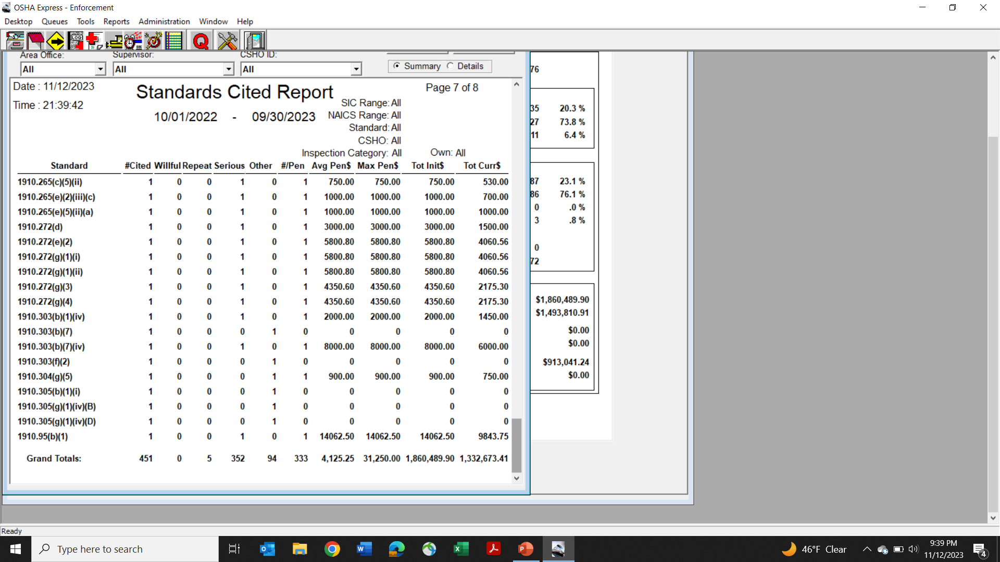 OSHA Express - Enforcement
Desktop Queues Tools Reports Administration Window Help
LOG
Q
Area Office: Supervisor: CSHO ID:
All All All Summary Details
Date : 11/12/2023 Standards Cited Report Page 7 of 8
Time : 21:39:42
SIC Range: All
10/01/2022 - 09/30/2023 NAICS Range: All
Standard: All
CSHO: All
Inspection Category: All Own: All
Standard #Cited Willful Repeat Serious Other #/Pen Avg Pen$ Max Pen$ Tot Init$ Tot Curr$
1910.265(c)(5)(ii) 1 0 0 1 0 1 750.00 750.00 750.00 530.00
1910.265(e)(2)(iii)(c) 1 0 0 1 0 1 1000.00 1000.00 1000.00 700.00
1910.265(e)(5)(ii)(a) 1 0 0 1 0 1 1000.00 1000.00 1000.00 1000.00
1910.272(d) 1 0 0 1 0 1 3000.00 3000.00 3000.00 1500.00
1910.272(e)(2) 1 0 0 1 0 1 5800.80 5800.80 5800.80 4060.56
1910.272(g)(1)(i) 1 0 0 1 0 1 5800.80 5800.80 5800.80 4060.56
1910.272(g)(1)(ii) 1 0 0 1 0 1 5800.80 5800.80 5800.80 4060.56
1910.272(g)(3) 1 0 0 1 0 1 4350.60 4350.60 4350.60 2175.30
1910.272(g)(4) 1 0 0 1 0 1 4350.60 4350.60 4350.60 2175.30
1910.303(b)(1)(iv) 1 0 0 1 0 1 2000.00 2000.00 2000.00 1450.00
1910.303(b)(7) 1 0 0 0 1 0 0 0 0 0
1910.303(b)(7)(iv) 1 0 0 1 0 1 8000.00 8000.00 8000.00 6000.00
1910.303(f)(2) 1 0 0 0 1 0 0 0 0 0
1910.304(g)(5) 1 0 0 0 1 1 900.00 900.00 900.00 750.00
1910.305(b)(1)(i) 1 0 0 0 1 0 0 0 0 0
1910.305(g)(1)(iv)(B) 1 0 0 0 1 0 0 0 0 0
1910.305(g)(1)(iv)(D) 1 0 0 0 1 0 0 0 0 0
1910.95(b)(1) 1 0 0 1 0 1 14062.50 14062.50 14062.50 9843.75
Grand Totals: 451 0 5 352 94 333 4,125.25 31,250.00 1,860,489.90 1,332,673.41
76
35 20.3 %
27 73.8 %
11 6.4 %
87 23.1 %
86 76.1 %
0 .0 %
3 .8 %
0
72
$1,860,489.90
$1,493,810.91
$0.00
$0.00
$913,041.24
$0.00
Ready
Type here to search
46°F Clear
9:39 PM
11/12/2023
4